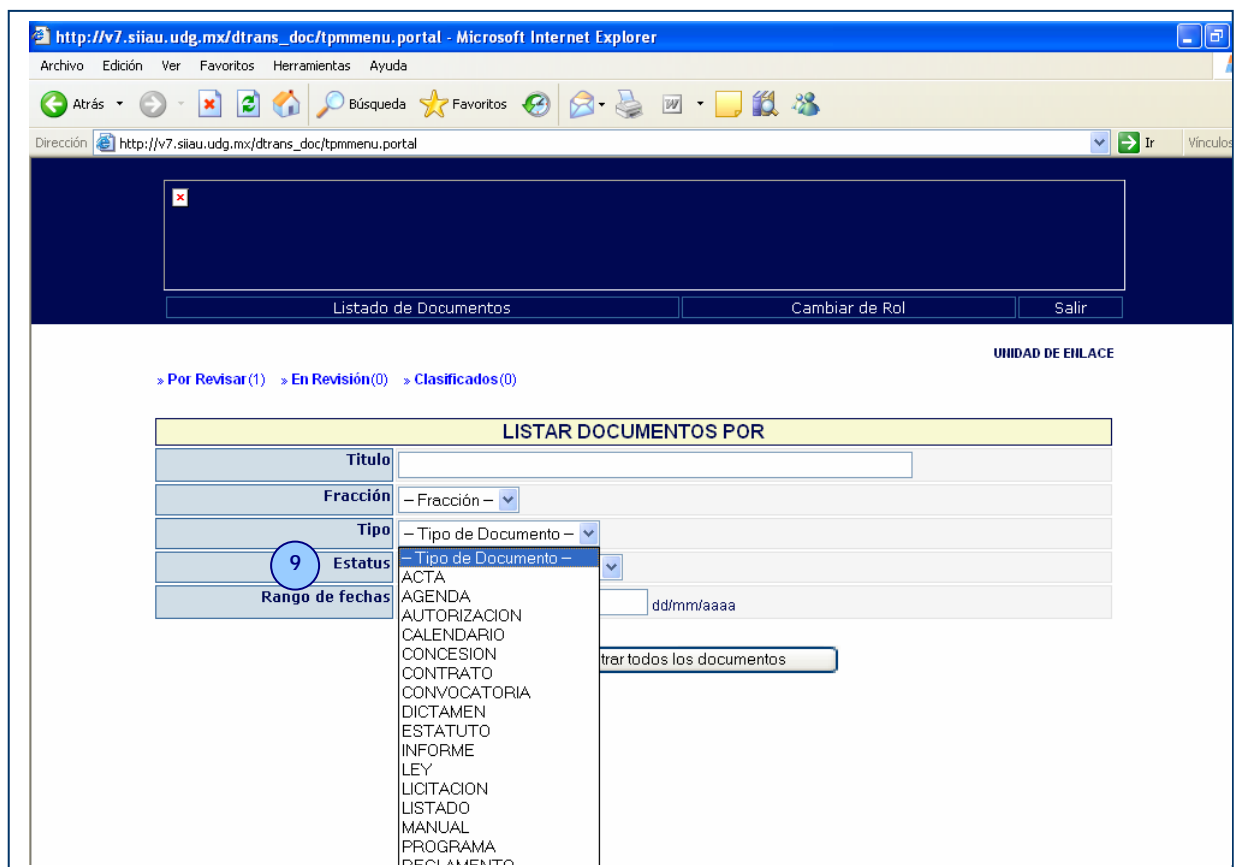 http://v7.siiau.udg.mx/dtrans_doc/tpmmenu.portal - Microsoft Internet Explorer
Archivo Edición Ver Favoritos Herramientas Ayuda
Atrás Búsqueda Favoritos
Dirección http://v7.siiau.udg.mx/dtrans_doc/tpmmenu.portal Ir Vínculos
Listado de Documentos Cambiar de Rol Salir
UNIDAD DE ENLACE
» Por Revisar(1) » En Revisión(0) » Clasificados(0)
LISTAR DOCUMENTOS POR
Titulo
Fracción – Fracción –
Tipo – Tipo de Documento –
9 Estatus – Tipo de Documento –
ACTA
Rango de fechas AGENDA dd/mm/aaaa
AUTORIZACION
CALENDARIO
CONCESION trar todos los documentos
CONTRATO
CONVOCATORIA
DICTAMEN
ESTATUTO
INFORME
LEY
LICITACION
LISTADO
MANUAL
PROGRAMA
REGLAMENTO